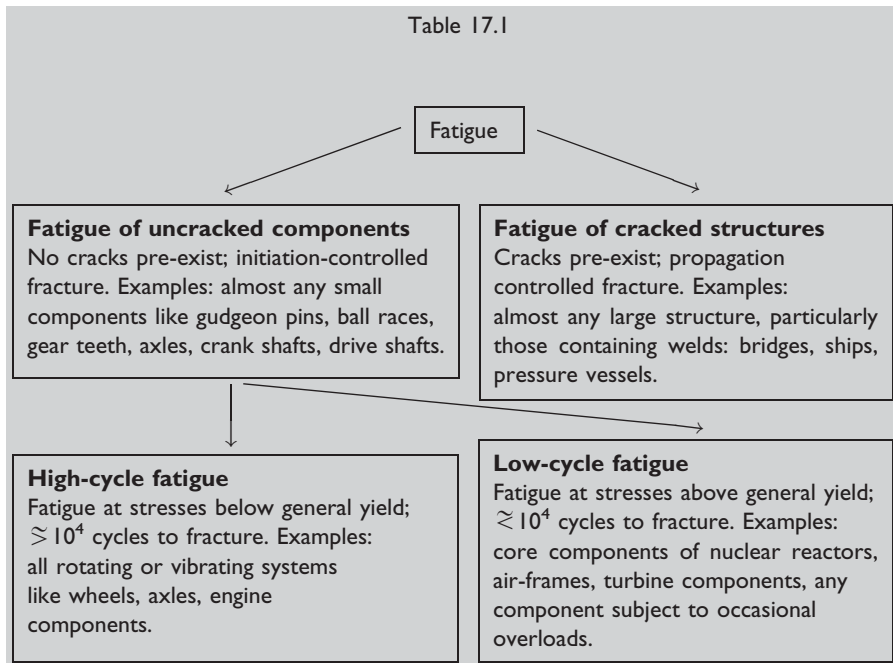 Table 17.1
Fatigue
Fatigue of uncracked components
No cracks pre-exist; initiation-controlled
fracture. Examples: almost any small
components like gudgeon pins, ball races,
gear teeth, axles, crank shafts, drive shafts.
Fatigue of cracked structures
Cracks pre-exist; propagation
controlled fracture. Examples:
almost any large structure, particularly
those containing welds: bridges, ships,
pressure vessels.
High-cycle fatigue
Fatigue at stresses below general yield;
≳ 10⁴ cycles to fracture. Examples:
all rotating or vibrating systems
like wheels, axles, engine
components.
Low-cycle fatigue
Fatigue at stresses above general yield;
≲ 10⁴ cycles to fracture. Examples:
core components of nuclear reactors,
air-frames, turbine components, any
component subject to occasional
overloads.